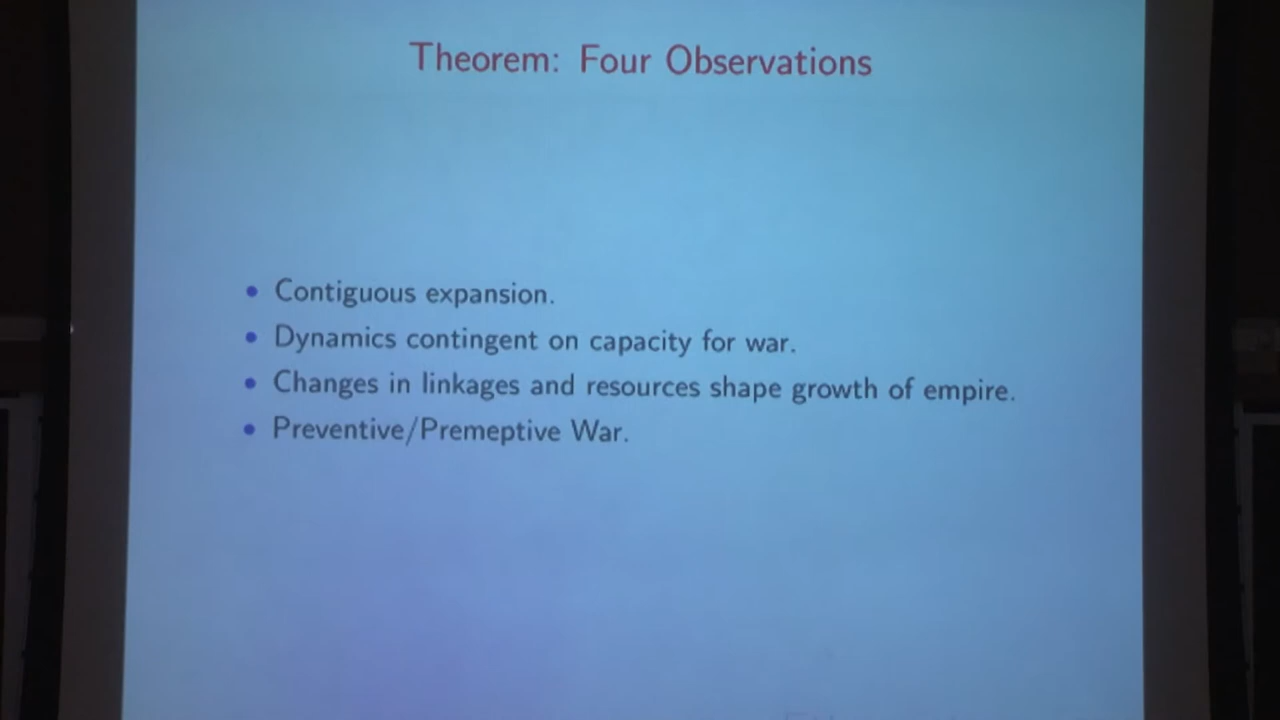 Theorem: Four Observations
• Contiguous expansion.
• Dynamics contingent on capacity for war.
• Changes in linkages and resources shape growth of empire.
• Preventive/Premeptive War.